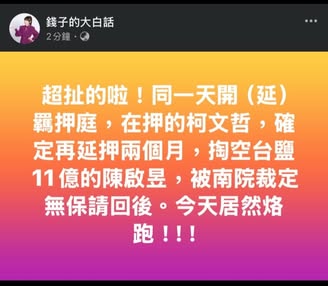 錢子的大白話
2 分鐘・
超扯的啦！同一天開（延）
羈押庭，在押的柯文哲，確
定再延押兩個月，掏空台鹽
11 億的陳啟昱，被南院裁定
無保請回後。今天居然烙
跑！！！